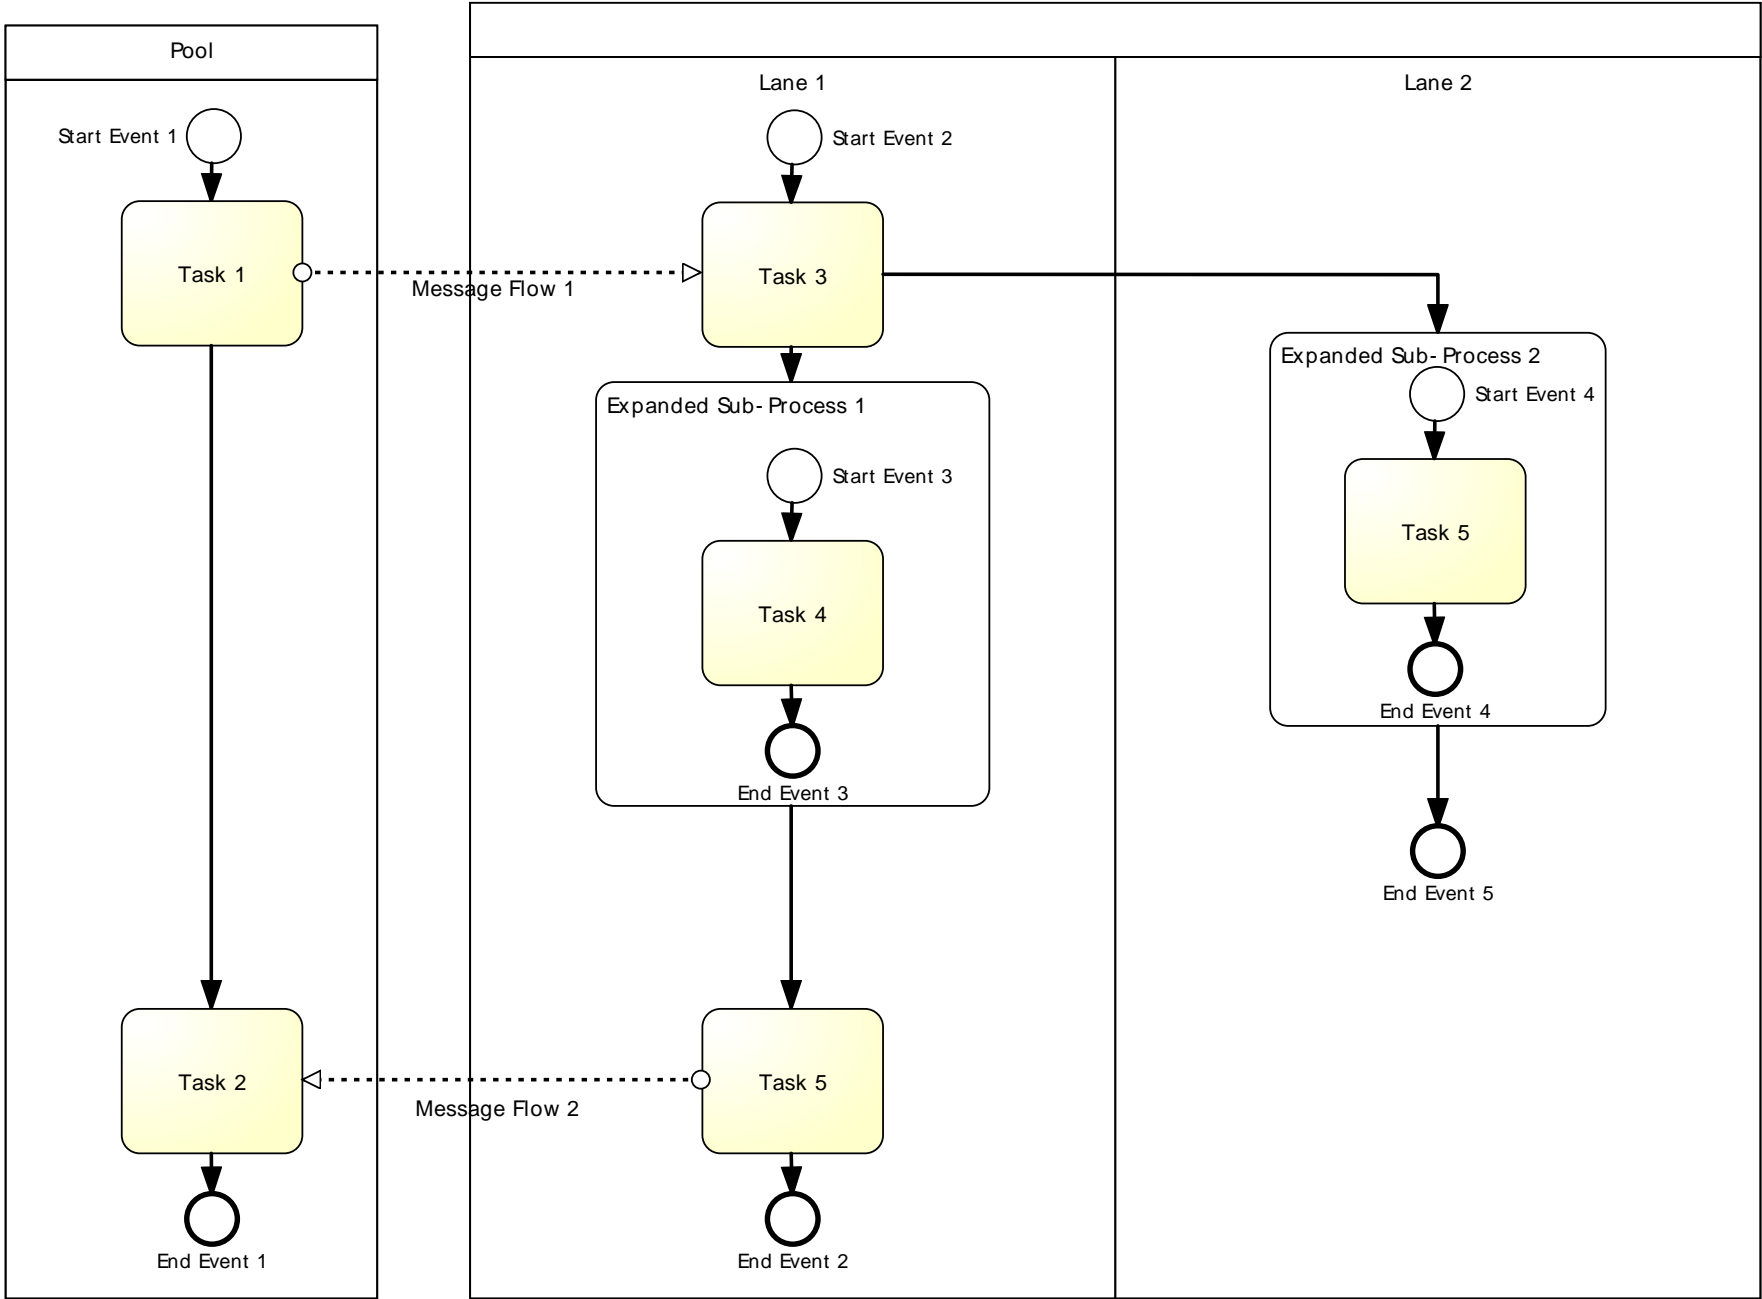 Pool
Lane 1
Lane 2
Start Event 1
Start Event 2
Task 1
Message Flow 1
Task 3
Expanded Sub-Process 2
Start Event 4
Expanded Sub-Process 1
Start Event 3
Task 5
Task 4
End Event 4
End Event 3
End Event 5
Task 2
Message Flow 2
Task 5
End Event 1
End Event 2